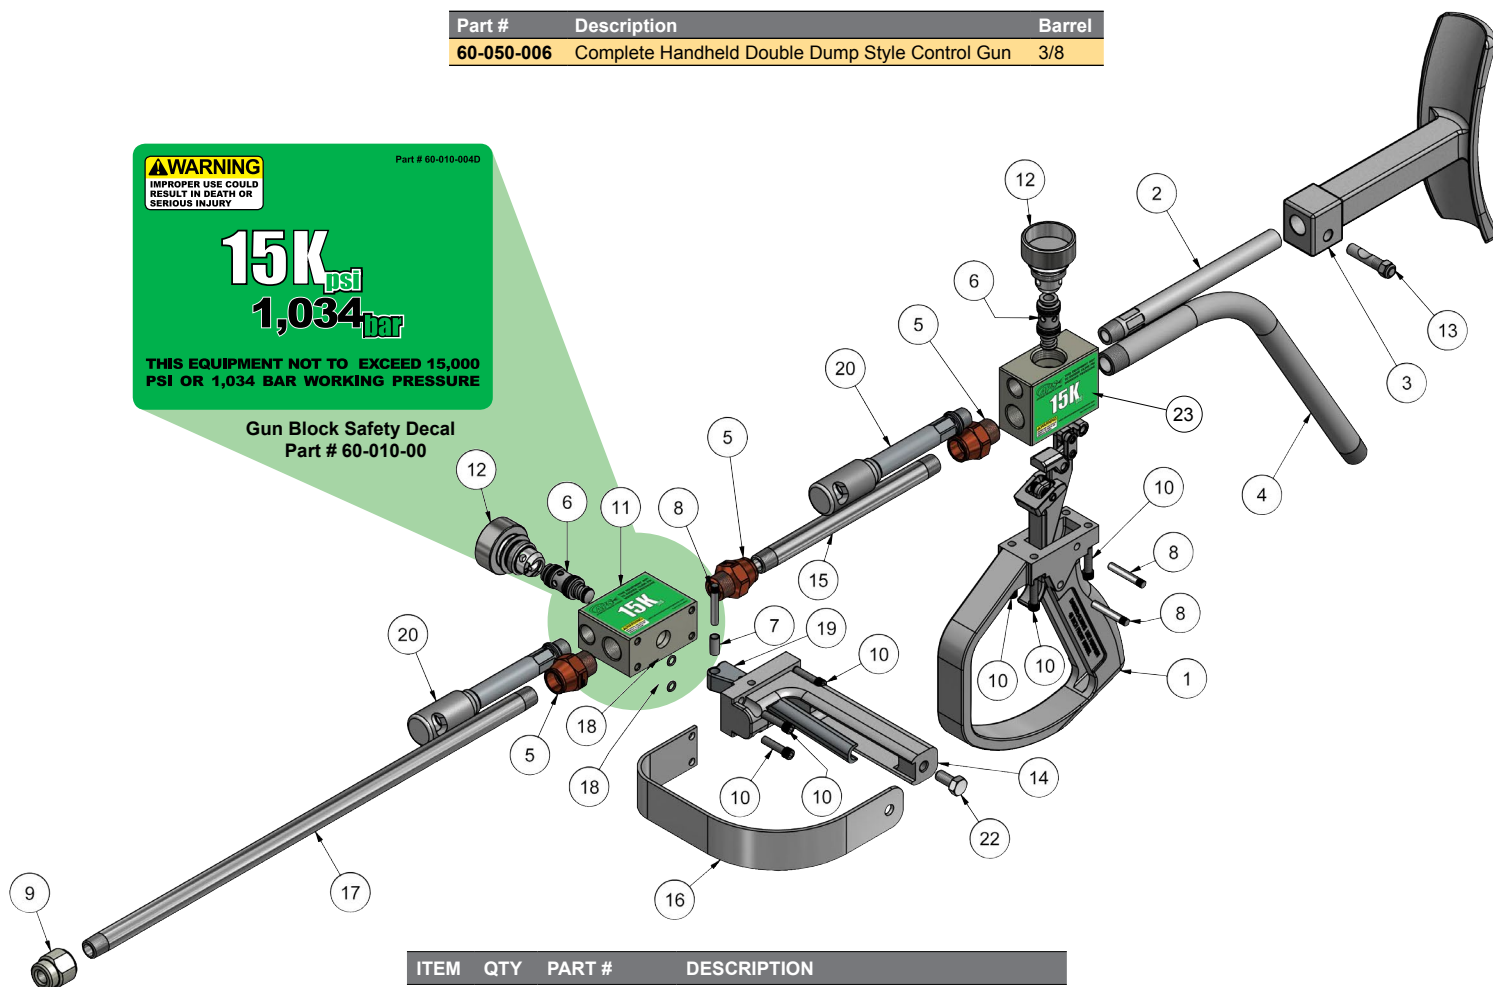 Part # Description Barrel
60-050-006 Complete Handheld Double Dump Style Control Gun 3/8
WARNING
IMPROPER USE COULD
RESULT IN DEATH OR
SERIOUS INJURY
Part # 60-010-004D
15K psi
1,034 bar
THIS EQUIPMENT NOT TO EXCEED 15,000
PSI OR 1,034 BAR WORKING PRESSURE
Gun Block Safety Decal
Part # 60-010-00
12
2
6
5
13
20
3
23
5
4
12
6
11
8
5
10
8
15
8
7
19
20
10
10
10
1
18
5
18
14
10
10
22
17
16
9
15K
15K
ITEM QTY PART # DESCRIPTION